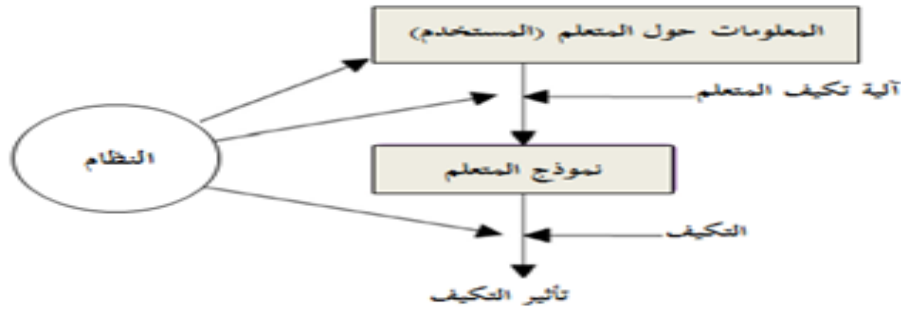 المعلومات حول المتعلم (المستخدم)
آلية تكيف المتعلم
النظام
نموذج المتعلم
التكيف
تأثير التكيف